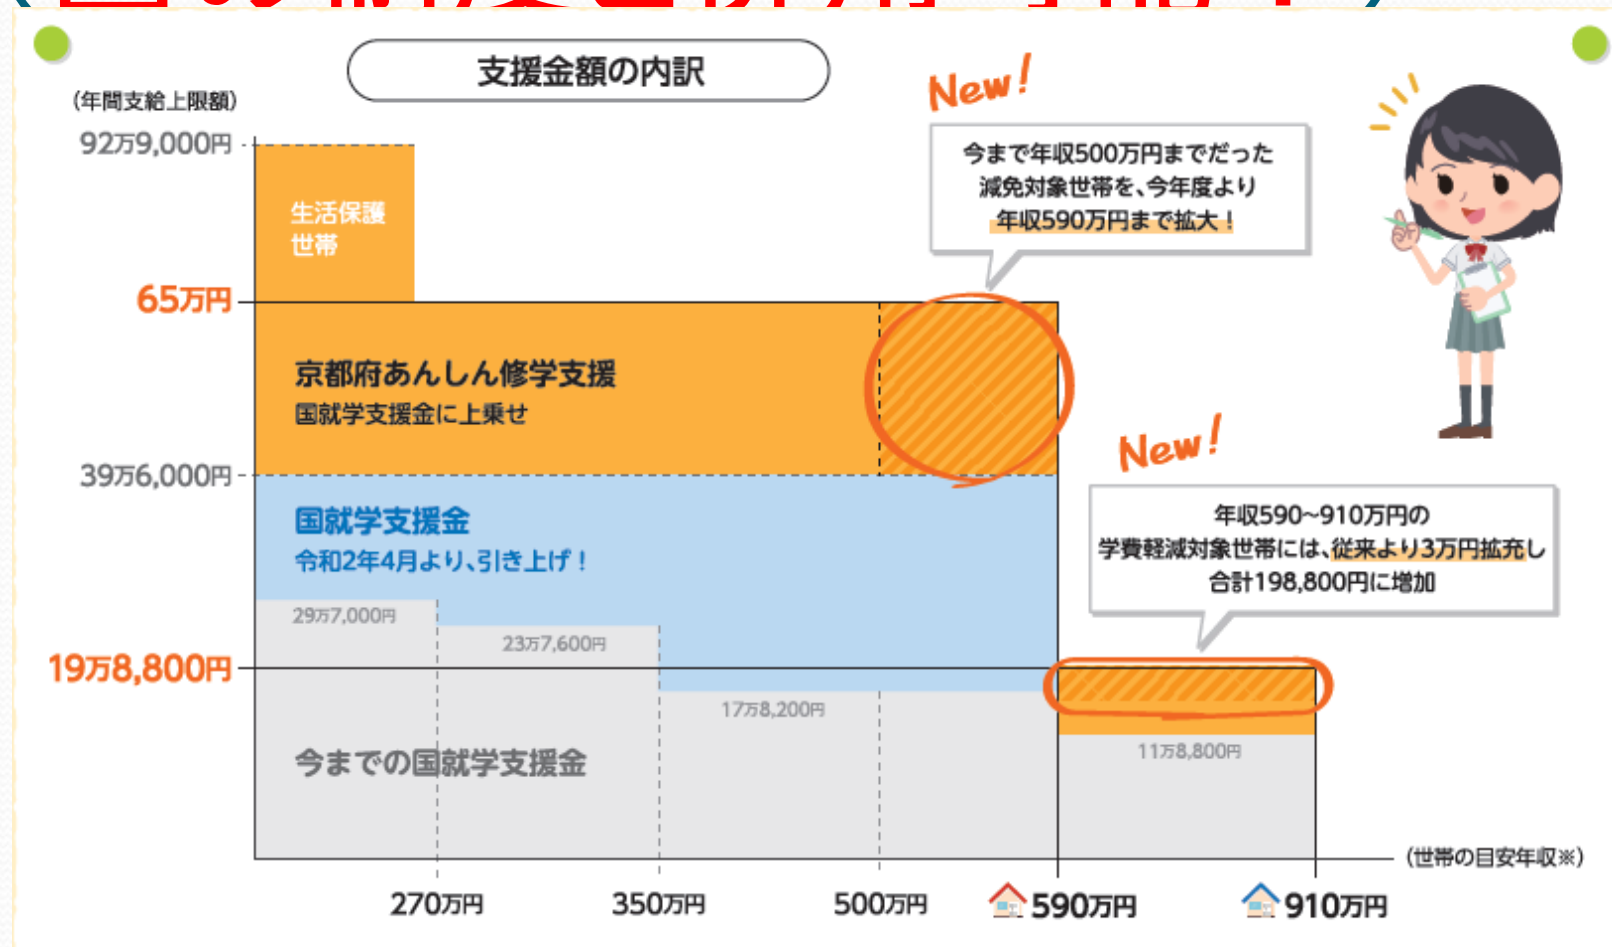 支援金額の内訳
（年間支給上限額）
92万9,000円
生活保護
世帯
New!
今まで年収500万円までだった
減免対象世帯を、今年度より
年収590万円まで拡大！
65万円
京都府あんしん修学支援
国就学支援金に上乗せ
39万6,000円
国就学支援金
令和2年4月より、引き上げ！
New!
年収590~910万円の
学費軽減対象世帯には、従来より3万円拡充し
合計198,800円に増加
29万7,000円
23万7,600円
19万8,800円
17万8,200円
11万8,800円
今までの国就学支援金
（世帯の目安年収※）
270万円
350万円
500万円
590万円
910万円